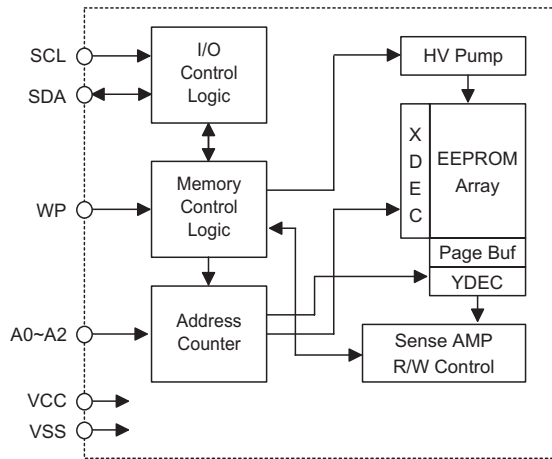 SCL
SDA
WP
A0~A2
VCC
VSS
I/O
Control
Logic
Memory
Control
Logic
Address
Counter
HV Pump
X
D
E
C
EEPROM
Array
Page Buf
YDEC
Sense AMP
R/W Control